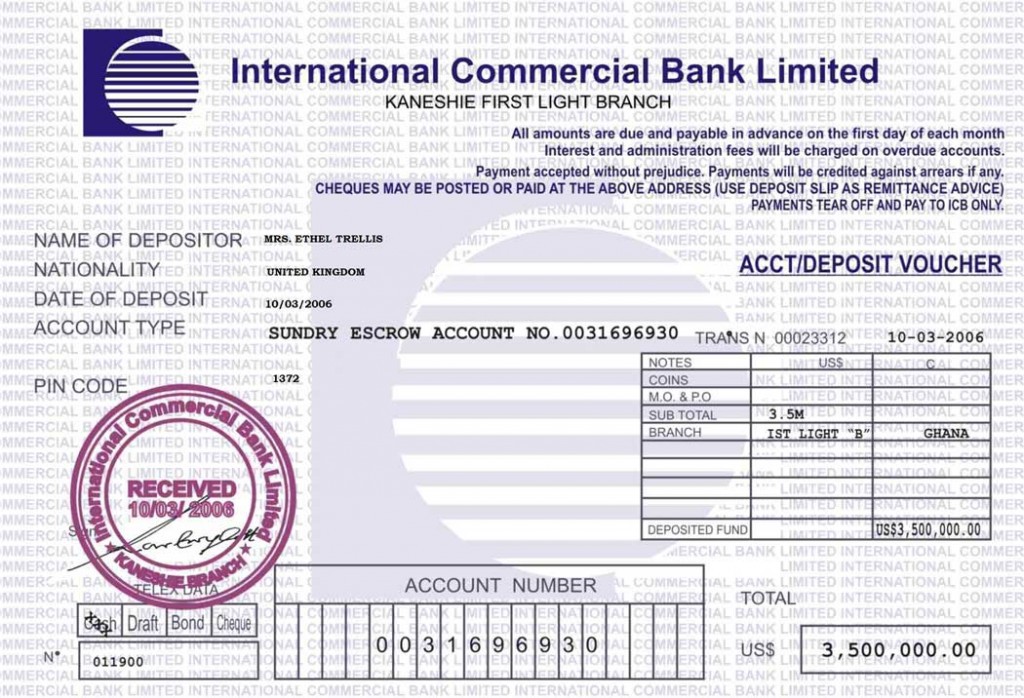 International Commercial Bank Limited
KANESHIE FIRST LIGHT BRANCH
All amounts are due and payable in advance on the first day of each month
Interest and administration fees will be charged on overdue accounts.
Payment accepted without prejudice. Payments will be credited against arrears if any.
CHEQUES MAY BE POSTED OR PAID AT THE ABOVE ADDRESS (USE DEPOSIT SLIP AS REMITTANCE ADVICE)
PAYMENTS TEAR OFF AND PAY TO ICB ONLY.
NAME OF DEPOSITOR MRS. ETHEL TRELLIS
NATIONALITY UNITED KINGDOM
ACCT/DEPOSIT VOUCHER
DATE OF DEPOSIT 10/03/2006
ACCOUNT TYPE SUNDRY ESCROW ACCOUNT NO.0031696930
TRANS N 00023312 10-03-2006
PIN CODE 1372
NOTES US$ C
COINS
M.O. & P.O
SUB TOTAL 3.5M
BRANCH IST LIGHT "B" GHANA
DEPOSITED FUND US$3,500,000.00
International Commercial Bank Limited
RECEIVED
10/03/2006
KANESHIE BRANCH
Sign
TELEX DATA
Cash Draft Bond Cheque
N° 011900
ACCOUNT NUMBER
0 0 3 1 6 9 6 9 3 0
TOTAL
US$ 3,500,000.00